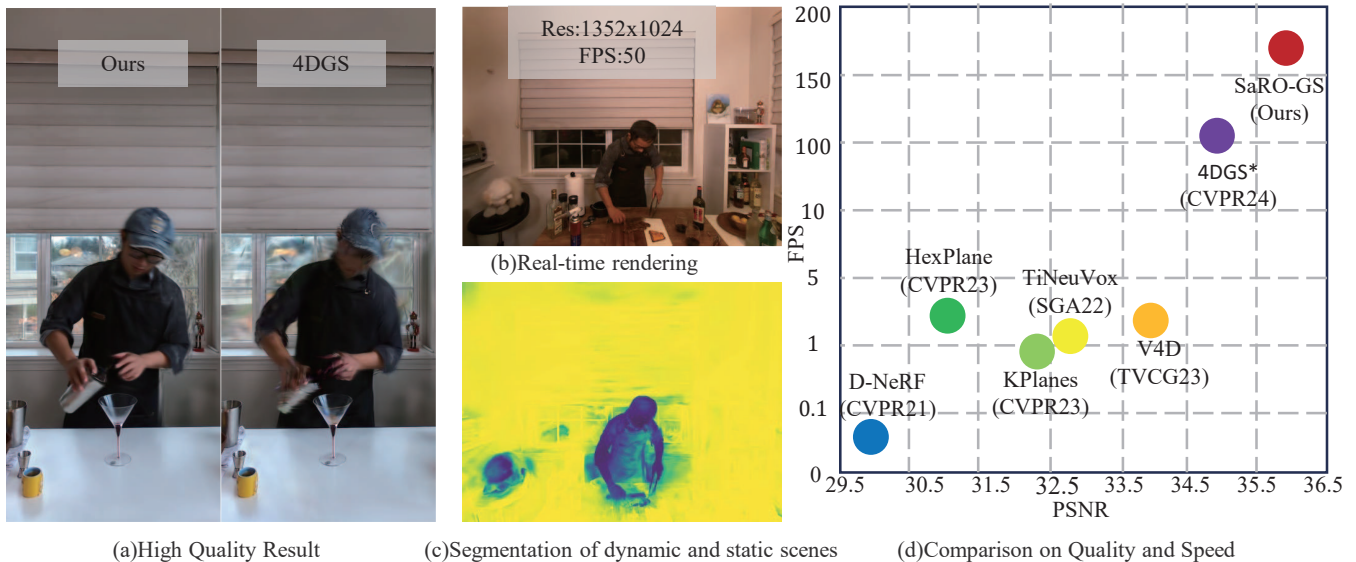 Ours
4DGS
(a)High Quality Result
Res:1352x1024
FPS:50
(b)Real-time rendering
(c)Segmentation of dynamic and static scenes
FPS
200
150
100
10
5
1
0.1
0
SaRO-GS
(Ours)
4DGS*
(CVPR24)
HexPlane
(CVPR23)
TiNeuVox
(SGA22)
V4D
(TVCG23)
KPlanes
(CVPR23)
D-NeRF
(CVPR21)
29.5 30.5 31.5 32.5 33.5 34.5 35.5 36.5
PSNR
(d)Comparison on Quality and Speed